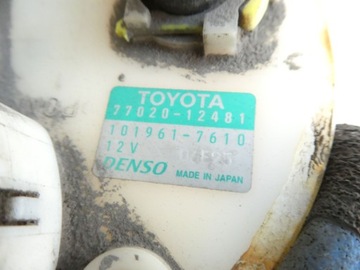 TOYOTA
77020-12481
101961-7610
12V
DENSO MADE IN JAPAN